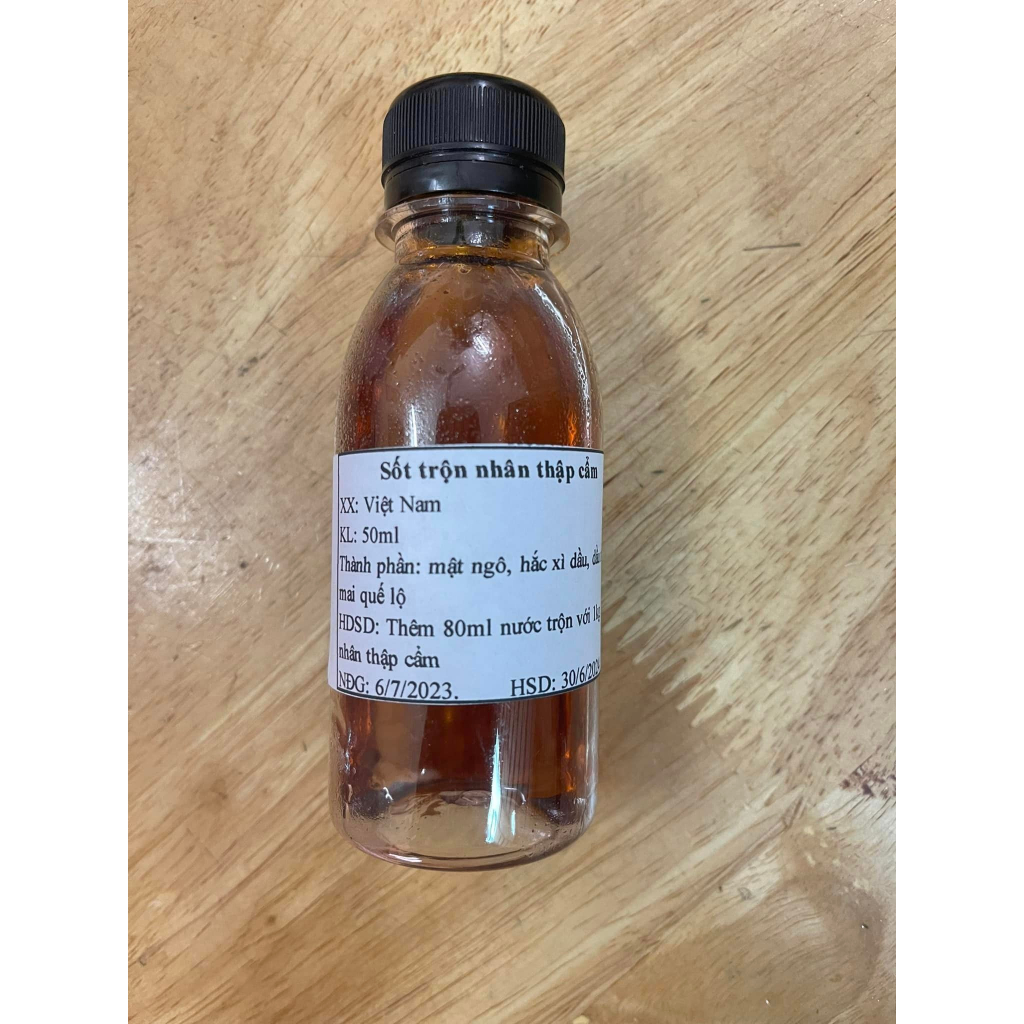 Sốt trộn nhân thập cẩm
XX: Việt Nam
KL: 50ml
Thành phần: mật ngô, hắc xì dầu,
mai quế lộ
HDSD: Thêm 80ml nước trộn với 1kg
nhân thập cẩm
NĐG: 6/7/2023. HSD: